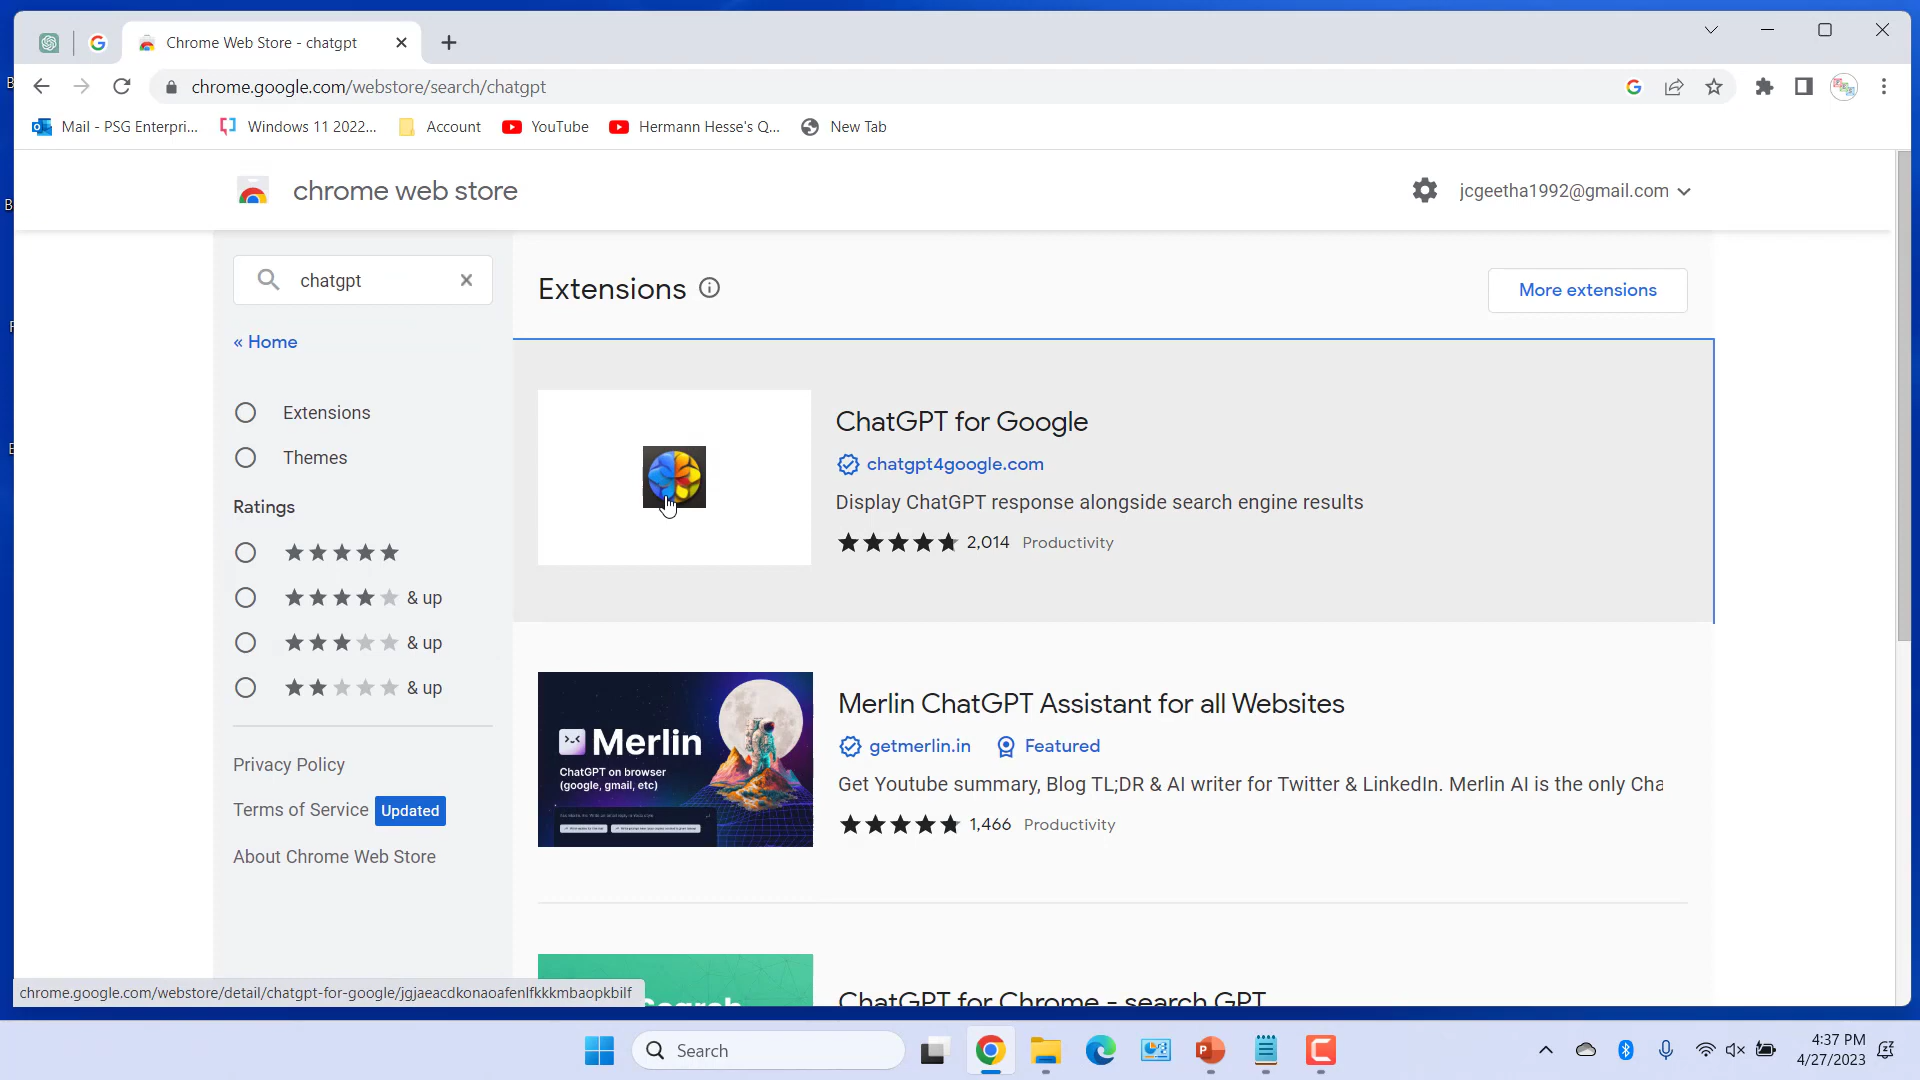 Chrome Web Store - chatgpt
chrome.google.com/webstore/search/chatgpt
Mail - PSG Enterpri... Windows 11 2022... Account YouTube Hermann Hesse's Q... New Tab
chrome web store
jcgeetha1992@gmail.com
chatgpt
« Home
Extensions
Themes
Ratings
& up
& up
& up
Privacy Policy
Terms of Service Updated
About Chrome Web Store
Extensions
More extensions
ChatGPT for Google
chatgpt4google.com
Display ChatGPT response alongside search engine results
2,014 Productivity
Merlin
ChatGPT on browser
(google, gmail, etc)
Merlin ChatGPT Assistant for all Websites
getmerlin.in Featured
Get Youtube summary, Blog TL;DR & AI writer for Twitter & LinkedIn. Merlin AI is the only Cha
1,466 Productivity
Search
ChatGPT for Chrome - search GPT
chrome.google.com/webstore/detail/chatgpt-for-google/jgjaeacdkonaoafenlfkkkmbaopkbilf
Search
4:37 PM
4/27/2023